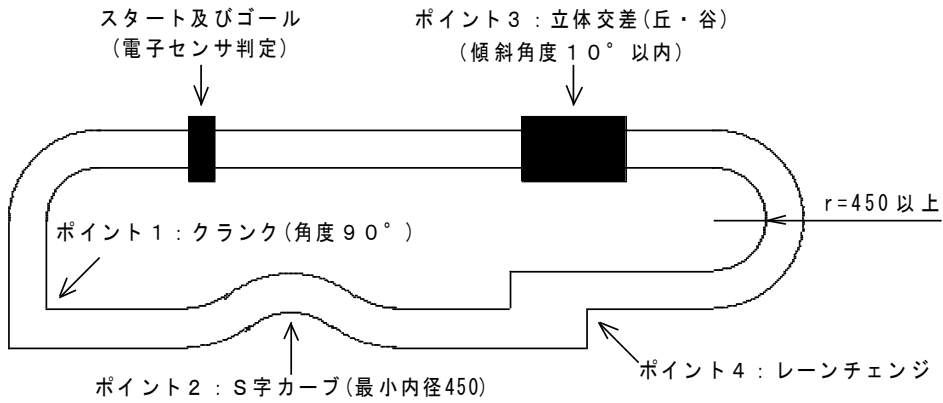 スタート及びゴール
(電子センサ判定)
ポイント３：立体交差(丘・谷)
(傾斜角度１０°以内)
r=450以上
ポイント１：クランク(角度９０°)
ポイント２：Ｓ字カーブ(最小内径450)
ポイント４：レーンチェンジ